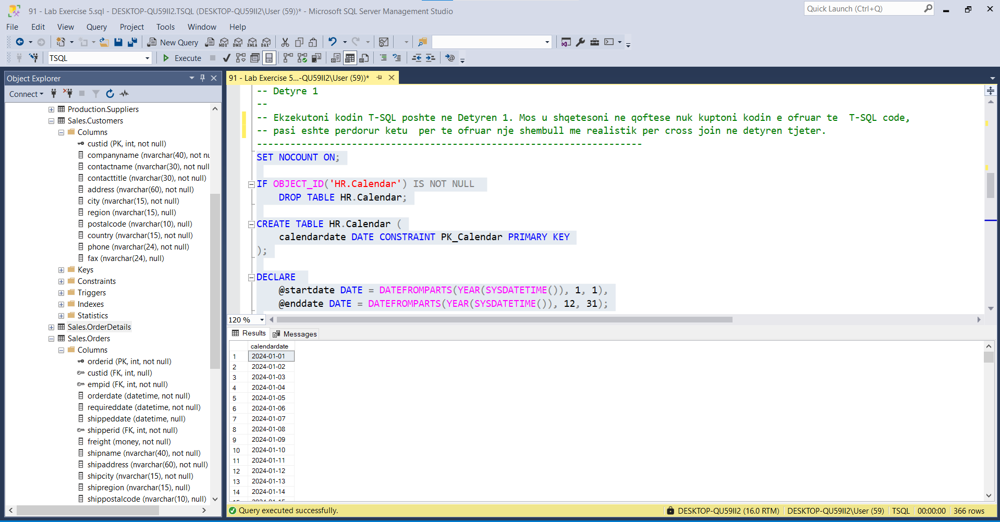 91 - Lab Exercise 5.sql - DESKTOP-QU59II2.TSQL (DESKTOP-QU59II2\User (59))* - Microsoft SQL Server Management Studio
Quick Launch (Ctrl+Q)
File Edit View Query Project Tools Window Help
New Query MDX DMX XMLA DAX
TSQL Execute
Object Explorer
Connect
Production.Suppliers
Sales.Customers
Columns
custid (PK, int, not null)
companyname (nvarchar(40), not nu
contactname (nvarchar(30), not null
contacttitle (nvarchar(30), not null)
address (nvarchar(60), not null)
city (nvarchar(15), not null)
region (nvarchar(15), null)
postalcode (nvarchar(10), null)
country (nvarchar(15), not null)
phone (nvarchar(24), not null)
fax (nvarchar(24), null)
Keys
Constraints
Triggers
Indexes
Statistics
Sales.OrderDetails
Sales.Orders
Columns
orderid (PK, int, not null)
custid (FK, int, null)
empid (FK, int, not null)
orderdate (datetime, not null)
requireddate (datetime, not null)
shippeddate (datetime, null)
shipperid (FK, int, not null)
freight (money, not null)
shipname (nvarchar(40), not null)
shipaddress (nvarchar(60), not null)
shipcity (nvarchar(15), not null)
shipregion (nvarchar(15), null)
shippostalcode (nvarchar(10), null)
91 - Lab Exercise 5...-QU59II2\User (59))*
-- Detyre 1
--
-- Ekzekutoni kodin T-SQL poshte ne Detyren 1. Mos u shqetesoni ne qoftese nuk kuptoni kodin e ofruar te  T-SQL code,
-- pasi eshte perdorur ketu  per te ofruar nje shembull me realistik per cross join ne detyren tjeter.
---------------------------------------------------------------------
SET NOCOUNT ON;
IF OBJECT_ID('HR.Calendar') IS NOT NULL
DROP TABLE HR.Calendar;
CREATE TABLE HR.Calendar (
calendardate DATE CONSTRAINT PK_Calendar PRIMARY KEY
);
DECLARE
@startdate DATE = DATEFROMPARTS(YEAR(SYSDATETIME()), 1, 1),
@enddate DATE = DATEFROMPARTS(YEAR(SYSDATETIME()), 12, 31);
120 %
Results Messages
calendardate
1 2024-01-01
2 2024-01-02
3 2024-01-03
4 2024-01-04
5 2024-01-05
6 2024-01-06
7 2024-01-07
8 2024-01-08
9 2024-01-09
10 2024-01-10
11 2024-01-11
12 2024-01-12
13 2024-01-13
14 2024-01-14
15 2024-01-15
Query executed successfully. DESKTOP-QU59II2 (16.0 RTM) DESKTOP-QU59II2\User (59) TSQL 00:00:00 366 rows